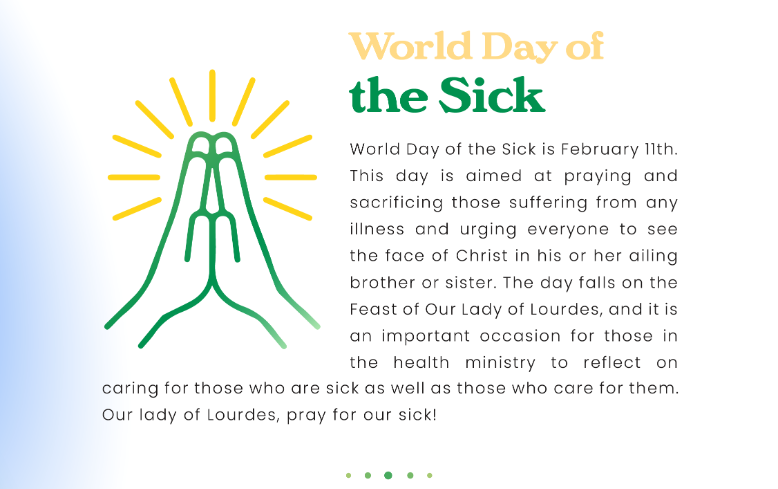 World Day of
the Sick
World Day of the Sick is February 11th.
This day is aimed at praying and
sacrificing those suffering from any
illness and urging everyone to see
the face of Christ in his or her ailing
brother or sister. The day falls on the
Feast of Our Lady of Lourdes, and it is
an important occasion for those in
the health ministry to reflect on
caring for those who are sick as well as those who care for them.
Our lady of Lourdes, pray for our sick!